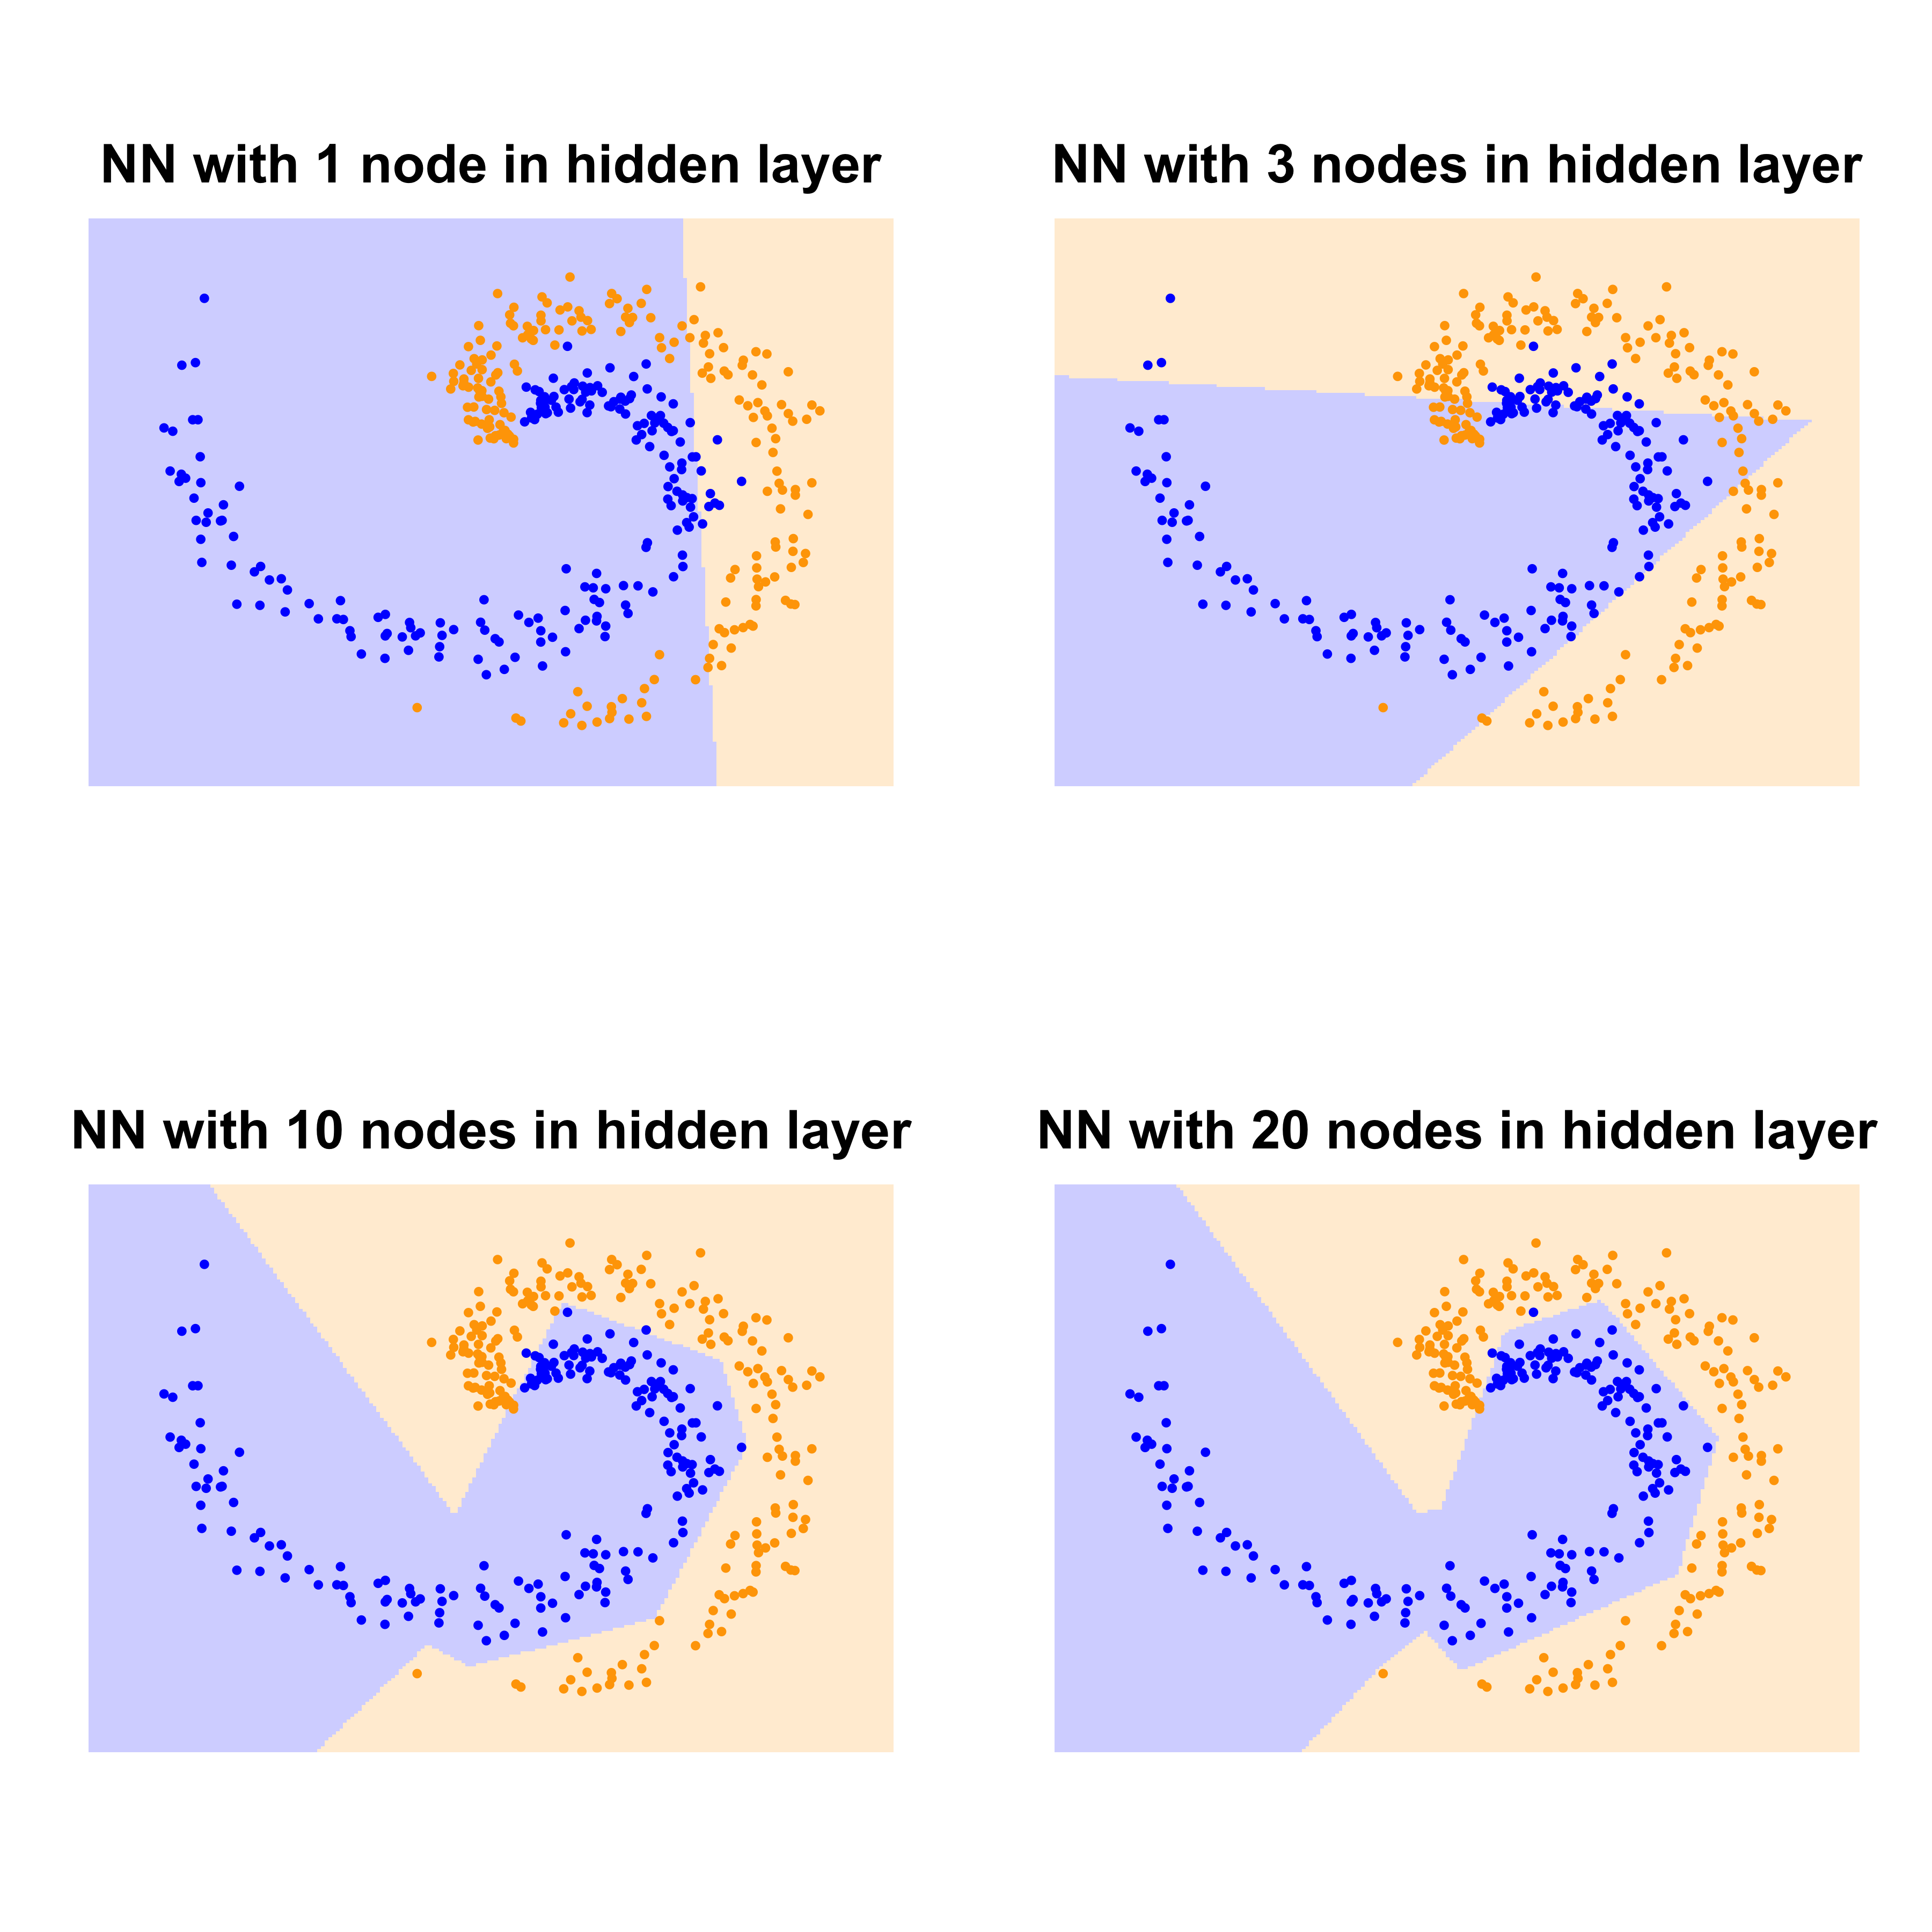 NN with 1 node in hidden layer
NN with 3 nodes in hidden layer
NN with 10 nodes in hidden layer
NN with 20 nodes in hidden layer